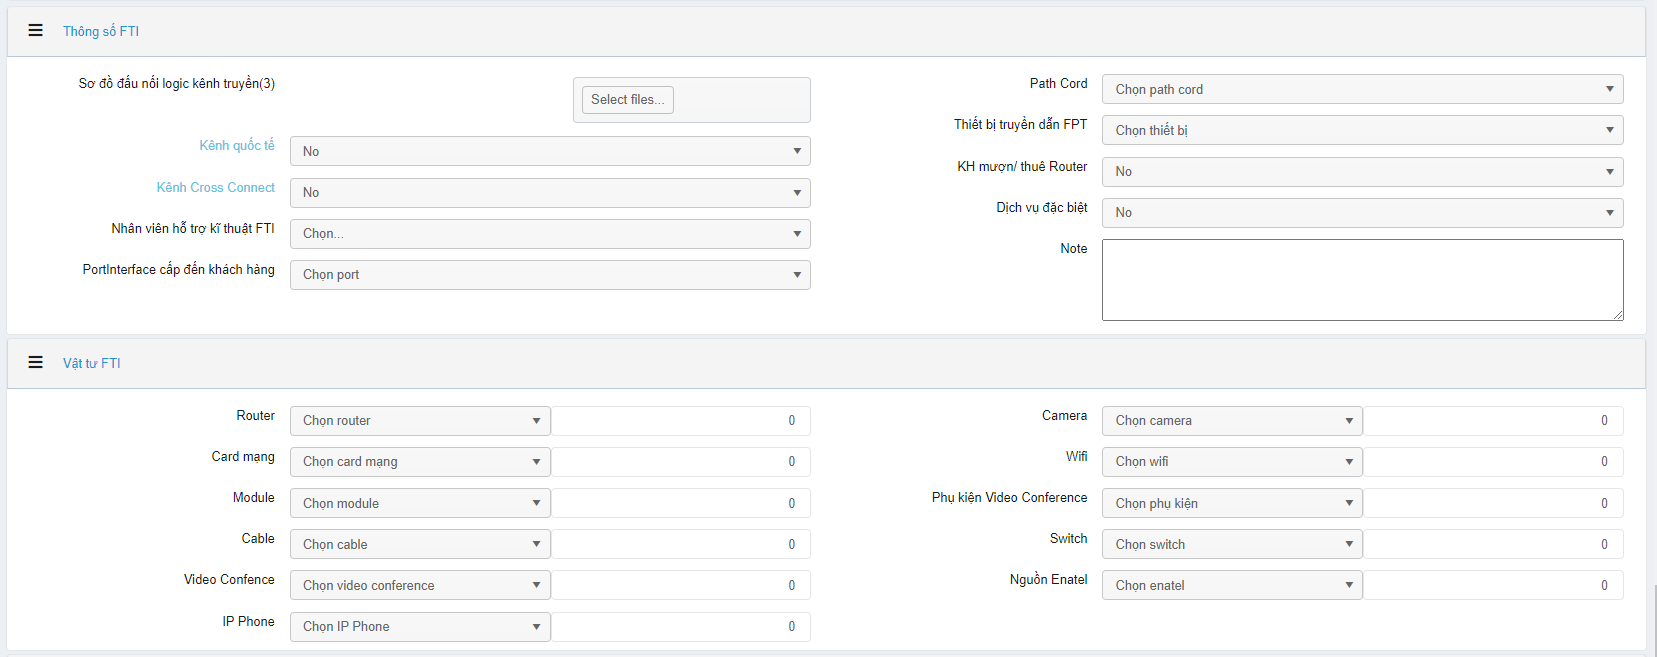 Thông số FTI
Sơ đồ đấu nối logic kênh truyền(3)
Select files...
Kênh quốc tế
No
Kênh Cross Connect
No
Nhân viên hỗ trợ kĩ thuật FTI
Chọn...
PortInterface cấp đến khách hàng
Chọn port
Path Cord
Chọn path cord
Thiết bị truyền dẫn FPT
Chọn thiết bị
KH mượn/ thuê Router
No
Dịch vụ đặc biệt
No
Note
Vật tư FTI
Router
Chọn router
0
Card mạng
Chọn card mạng
0
Module
Chọn module
0
Cable
Chọn cable
0
Video Confence
Chọn video conference
0
IP Phone
Chọn IP Phone
0
Camera
Chọn camera
0
Wifi
Chọn wifi
0
Phụ kiện Video Conference
Chọn phụ kiện
0
Switch
Chọn switch
0
Nguồn Enatel
Chọn enatel
0